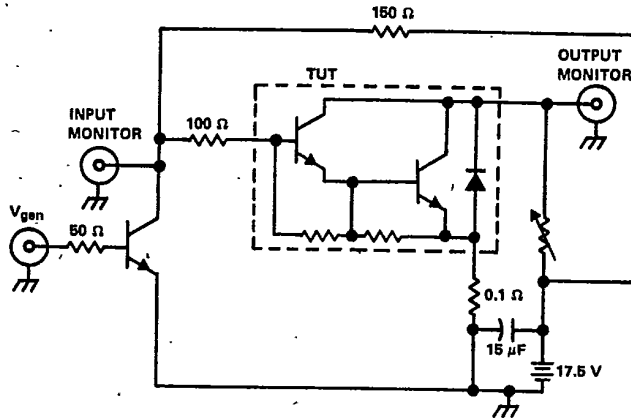 150 Ω
OUTPUT
MONITOR
TUT
INPUT
MONITOR
100 Ω
Vgen
50 Ω
0.1 Ω
15 μF
17.5 V